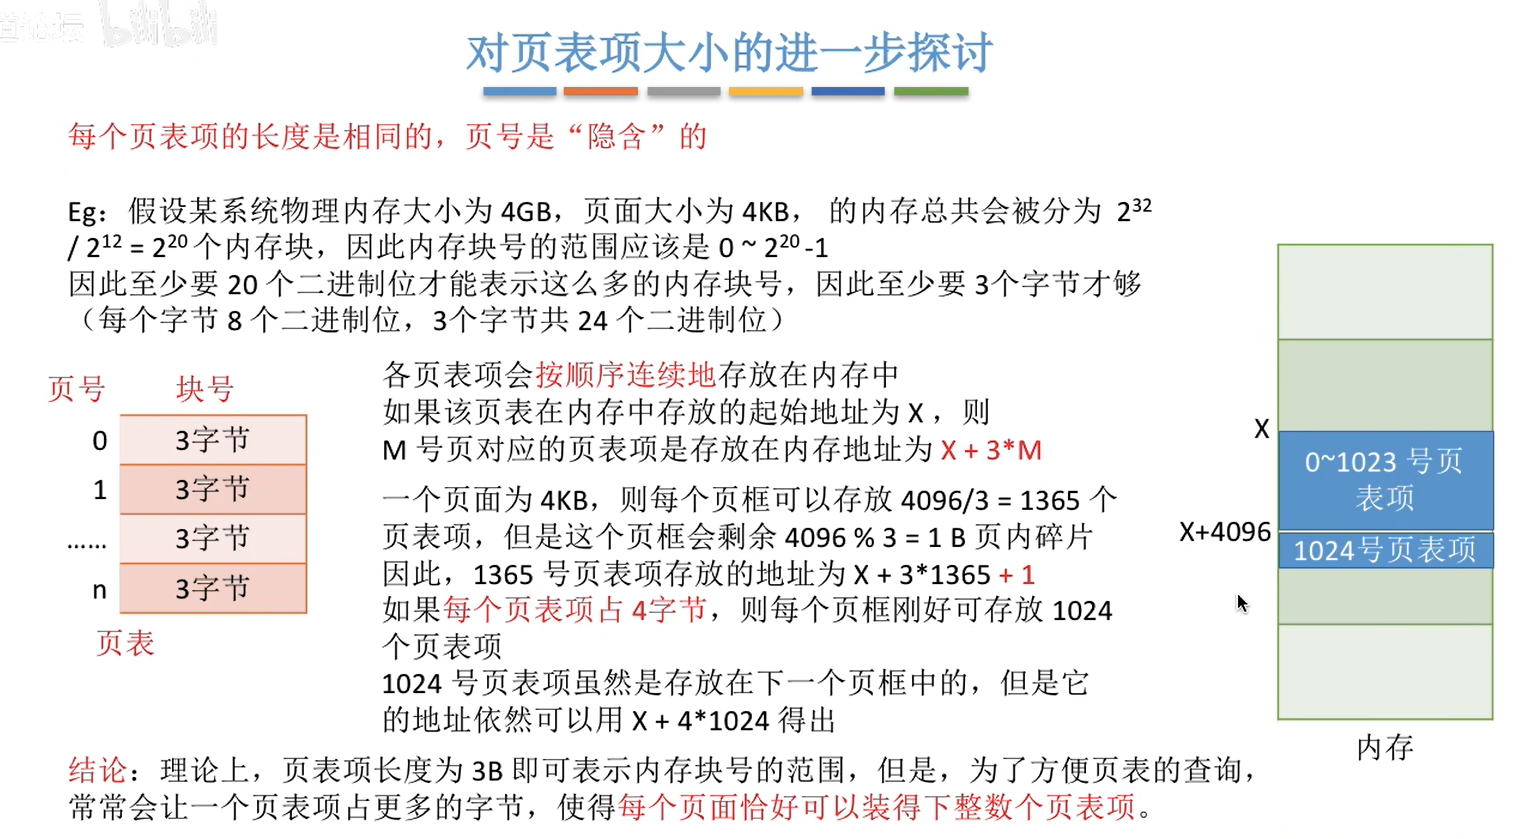 道论坛 bilibili
对页表项大小的进一步探讨
每个页表项的长度是相同的，页号是“隐含”的
Eg：假设某系统物理内存大小为 4GB，页面大小为 4KB， 的内存总共会被分为 2³²
/ 2¹² = 2²⁰ 个内存块，因此内存块号的范围应该是 0 ~ 2²⁰ -1
因此至少要 20 个二进制位才能表示这么多的内存块号，因此至少要 3个字节才够
（每个字节 8 个二进制位，3个字节共 24 个二进制位）
页号 块号
0 3字节
1 3字节
…… 3字节
n 3字节
页表
各页表项会按顺序连续地存放在内存中
如果该页表在内存中存放的起始地址为 X ，则
M 号页对应的页表项是存放在内存地址为 X + 3*M
一个页面为 4KB，则每个页框可以存放 4096/3 = 1365 个
页表项，但是这个页框会剩余 4096 % 3 = 1 B 页内碎片
因此，1365 号页表项存放的地址为 X + 3*1365 + 1
如果每个页表项占 4字节，则每个页框刚好可存放 1024
个页表项
1024 号页表项虽然是存放在下一个页框中的，但是它
的地址依然可以用 X + 4*1024 得出
X
0~1023 号页
表项
X+4096
1024号页表项
内存
结论：理论上，页表项长度为 3B 即可表示内存块号的范围，但是，为了方便页表的查询，
常常会让一个页表项占更多的字节，使得每个页面恰好可以装得下整数个页表项。